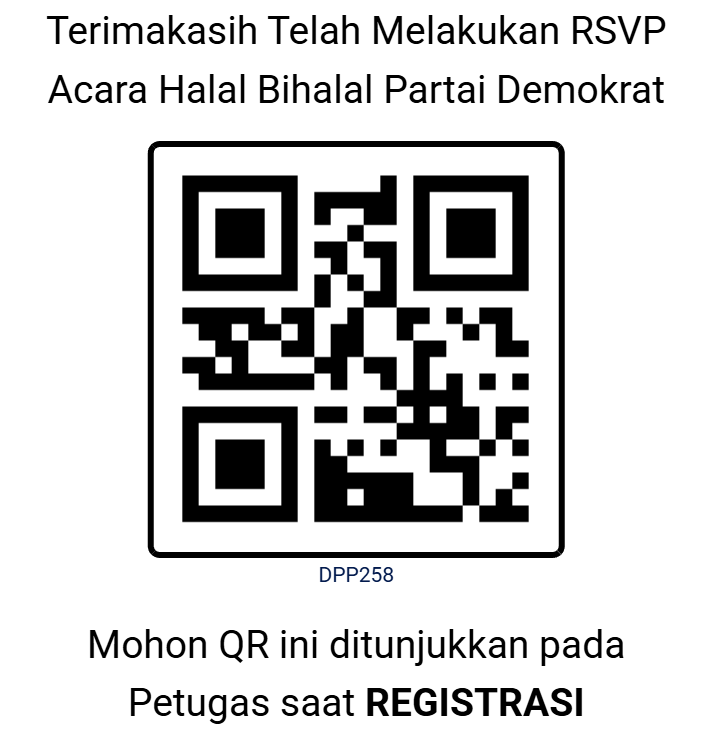 Terimakasih Telah Melakukan RSVP
Acara Halal Bihalal Partai Demokrat
DPP258
Mohon QR ini ditunjukkan pada
Petugas saat REGISTRASI